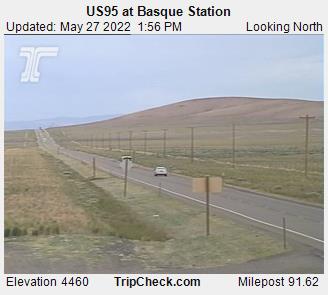 US95 at Basque Station
Updated: May 27 2022 1:56 PM Looking North
Elevation 4460 TripCheck.com Milepost 91.62